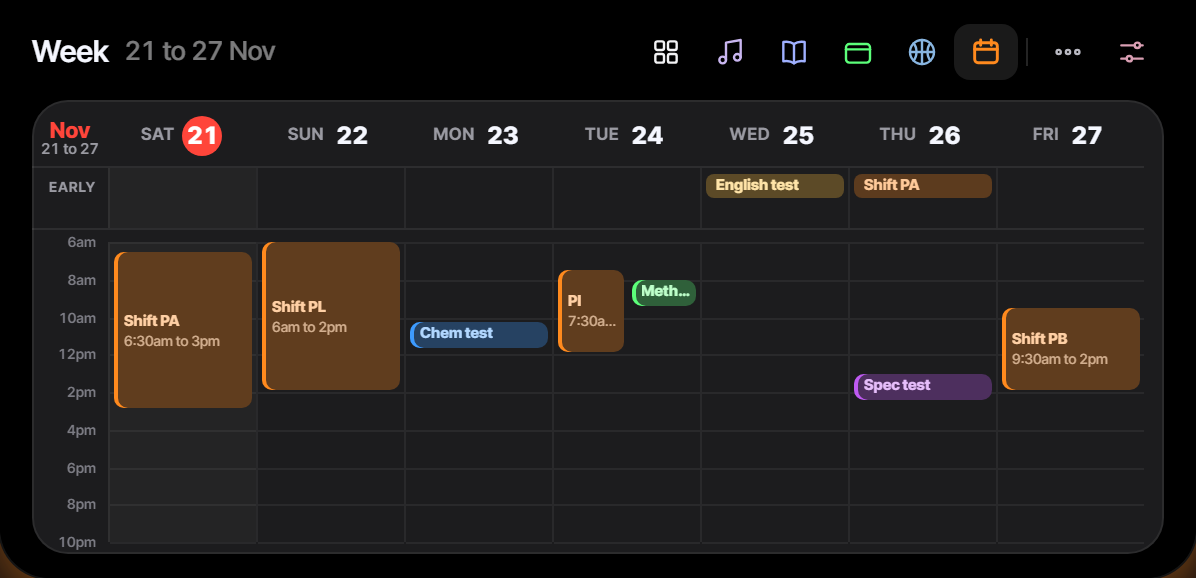 Week 21 to 27 Nov
Nov
21 to 27
SAT 21
SUN 22
MON 23
TUE 24
WED 25
THU 26
FRI 27
EARLY
English test
Shift PA
6am
8am
10am
12pm
2pm
4pm
6pm
8pm
10pm
Shift PA
6:30am to 3pm
Shift PL
6am to 2pm
Chem test
PI
7:30a...
Meth...
Spec test
Shift PB
9:30am to 2pm